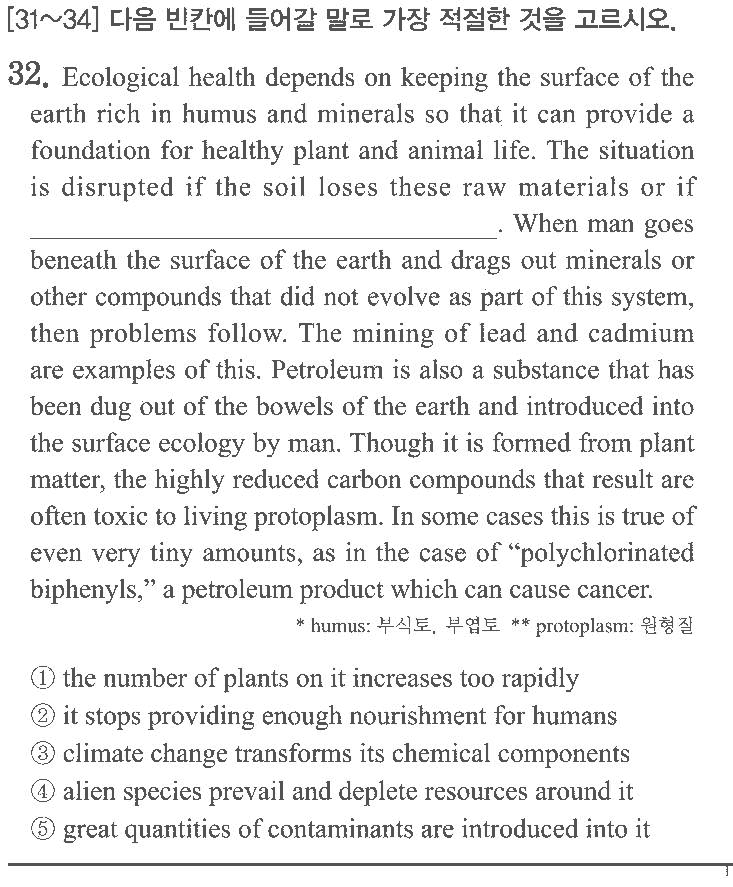 [31～34] 다음 빈칸에 들어갈 말로 가장 적절한 것을 고르시오.
32. Ecological health depends on keeping the surface of the
earth rich in humus and minerals so that it can provide a
foundation for healthy plant and animal life. The situation
is disrupted if the soil loses these raw materials or if
______________________________. When man goes
beneath the surface of the earth and drags out minerals or
other compounds that did not evolve as part of this system,
then problems follow. The mining of lead and cadmium
are examples of this. Petroleum is also a substance that has
been dug out of the bowels of the earth and introduced into
the surface ecology by man. Though it is formed from plant
matter, the highly reduced carbon compounds that result are
often toxic to living protoplasm. In some cases this is true of
even very tiny amounts, as in the case of “polychlorinated
biphenyls,” a petroleum product which can cause cancer.
* humus: 부식토, 부엽토 ** protoplasm: 원형질
① the number of plants on it increases too rapidly
② it stops providing enough nourishment for humans
③ climate change transforms its chemical components
④ alien species prevail and deplete resources around it
⑤ great quantities of contaminants are introduced into it